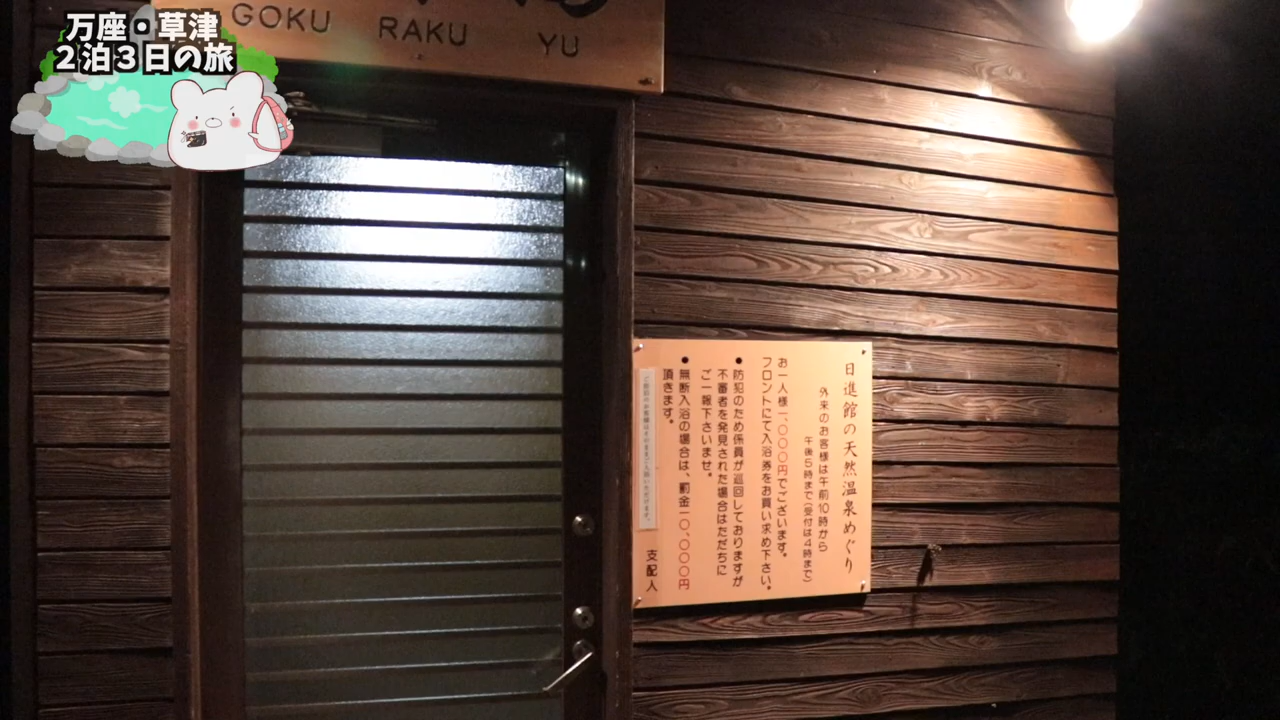 万座・草津
2泊3日の旅
GOKU RAKU YU
日進館の天然温泉めぐり
外来のお客様は午前10時から
午後5時まで(受付は4時まで)
お一人様一、〇〇〇円でございます。
フロントにて入浴券をお買い求め下さい。
●防犯のため係員が巡回しておりますが
不審者を発見された場合はただちに
ご一報下さいませ。
●無断入浴の場合は、罰金一〇、〇〇〇円
頂きます。
支配人